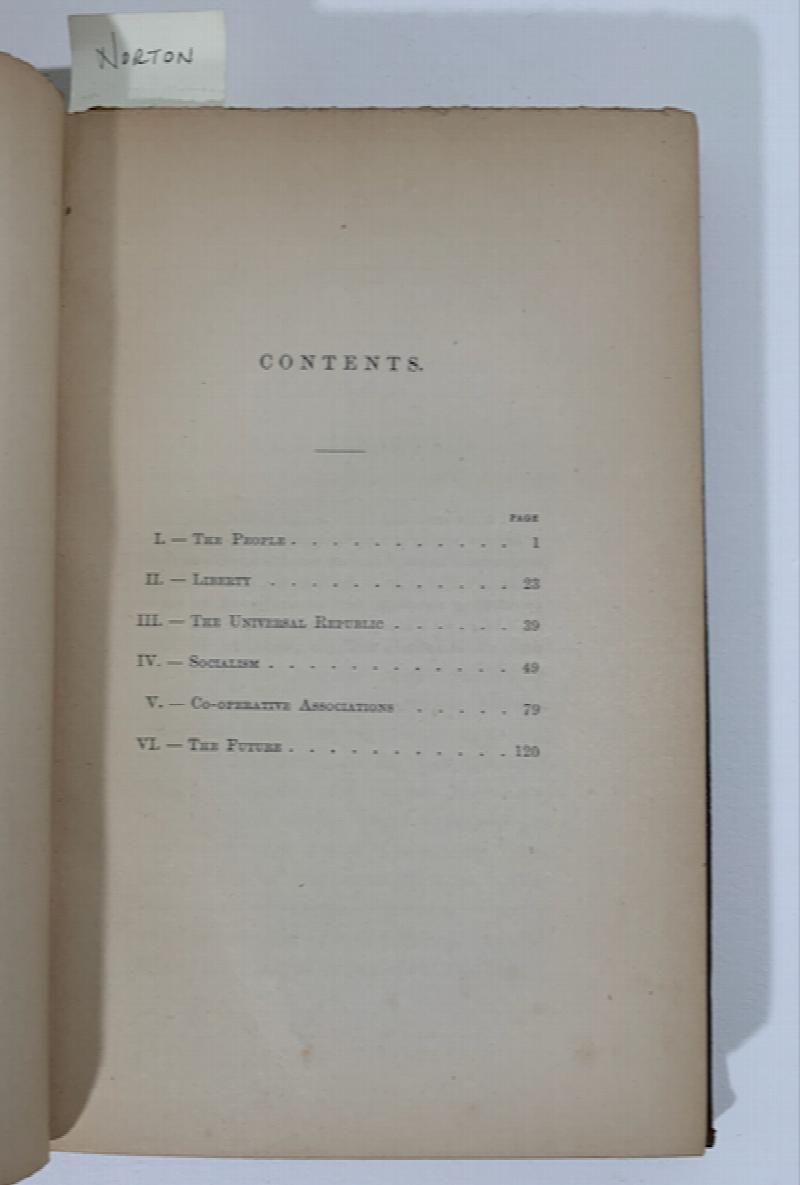 NORTON
CONTENTS.
PAGE
I. — THE PEOPLE . . . . . . . . . . . 1
II. — LIBERTY . . . . . . . . . . . . 23
III. — THE UNIVERSAL REPUBLIC . . . . . . 39
IV. — SOCIALISM . . . . . . . . . . . . 49
V. — CO-OPERATIVE ASSOCIATIONS . . . . . 79
VI. — THE FUTURE . . . . . . . . . . . 120